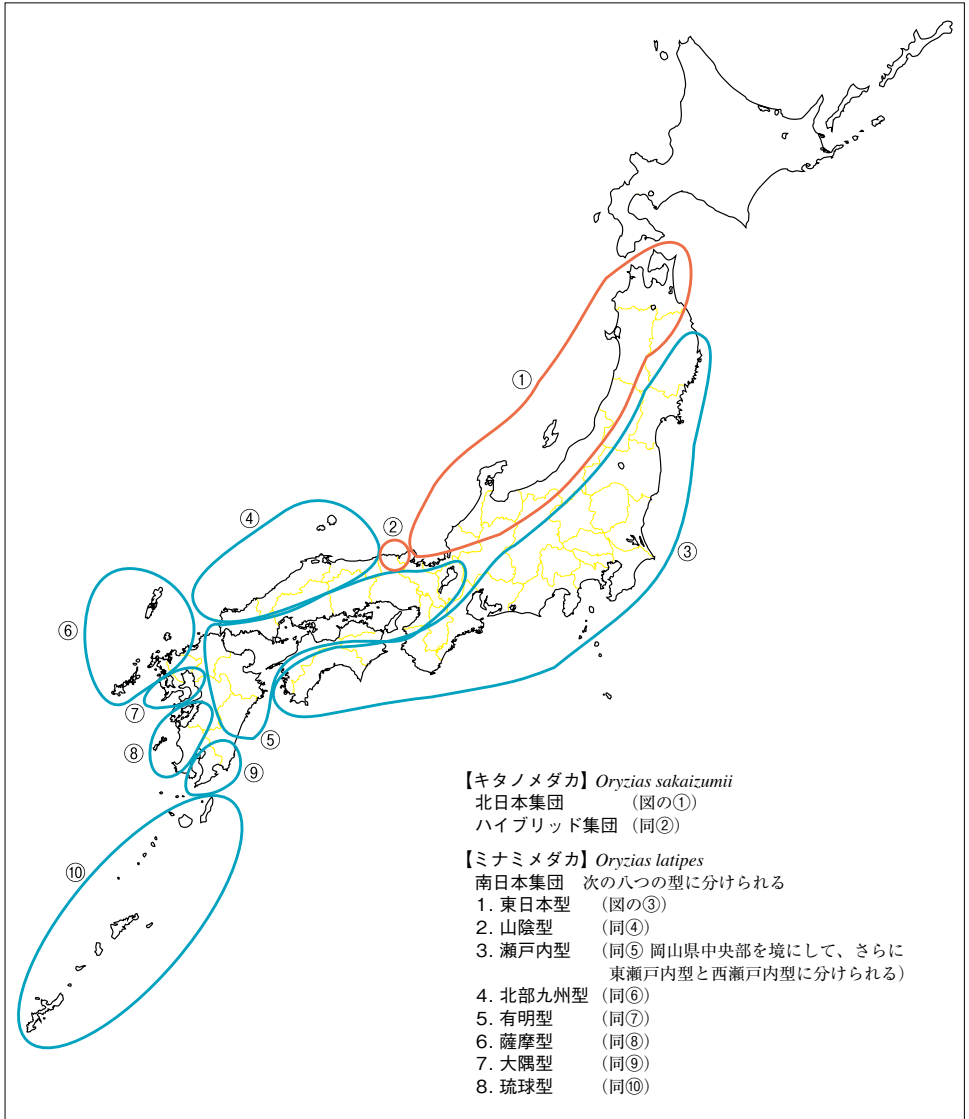 ①
②
③
④
⑤
⑥
⑦
⑧
⑨
⑩
【キタノメダカ】Oryzias sakaizumii
北日本集団 (図の①)
ハイブリッド集団 (同②)
【ミナミメダカ】Oryzias latipes
南日本集団 次の八つの型に分けられる
1. 東日本型 (図の③)
2. 山陰型 (同④)
3. 瀬戸内型 (同⑤ 岡山県中央部を境にして、さらに
東瀬戸内型と西瀬戸内型に分けられる)
4. 北部九州型 (同⑥)
5. 有明型 (同⑦)
6. 薩摩型 (同⑧)
7. 大隅型 (同⑨)
8. 琉球型 (同⑩)